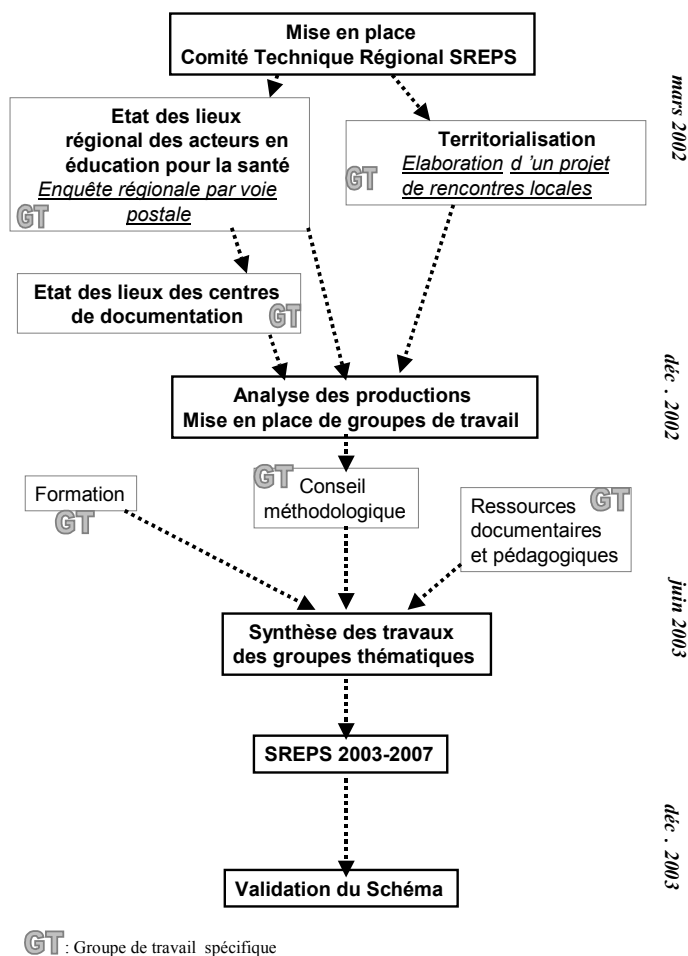 Mise en place
Comité Technique Régional SREPS
mars 2002
Etat des lieux
régional des acteurs en
éducation pour la santé
Enquête régionale par voie
postale
GT
Territorialisation
Elaboration d ’un projet
de rencontres locales
GT
Etat des lieux des centres
de documentation
GT
déc . 2002
Analyse des productions
Mise en place de groupes de travail
Formation
GT
GT
Conseil
méthodologique
Ressources
documentaires
et pédagogiques
GT
juin 2003
Synthèse des travaux
des groupes thématiques
SREPS 2003-2007
déc . 2003
Validation du Schéma
GT : Groupe de travail spécifique